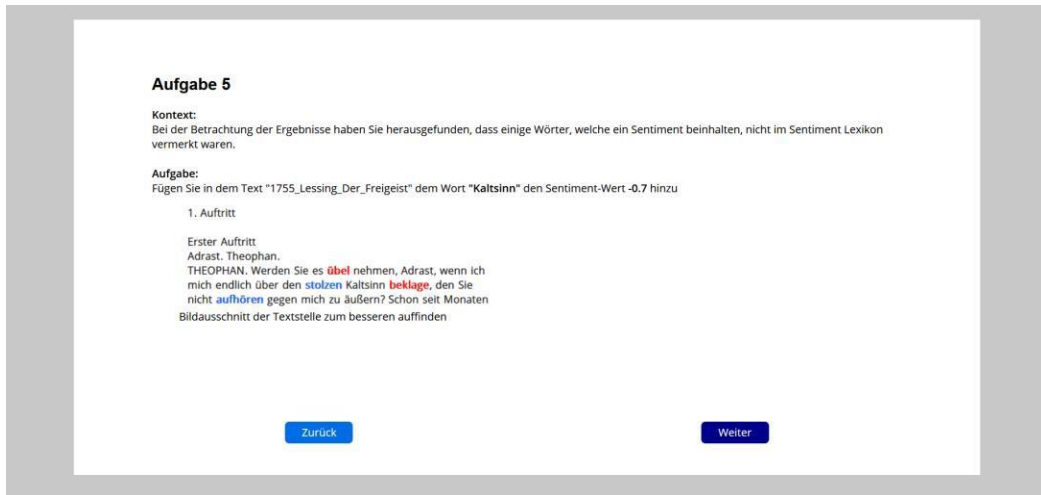 Aufgabe 5
Kontext:
Bei der Betrachtung der Ergebnisse haben Sie herausgefunden, dass einige Wörter, welche ein Sentiment beinhalten, nicht im Sentiment Lexikon
vermerkt waren.
Aufgabe:
Fügen Sie in dem Text "1755_Lessing_Der_Freigeist" dem Wort "Kaltsinn" den Sentiment-Wert -0.7 hinzu
1. Auftritt
Erster Auftritt
Adrast. Theophan.
THEOPHAN. Werden Sie es übel nehmen, Adrast, wenn ich
mich endlich über den stolzen Kaltsinn beklage, den Sie
nicht aufhören gegen mich zu äußern? Schon seit Monaten
Bildausschnitt der Textstelle zum besseren auffinden
Zurück
Weiter